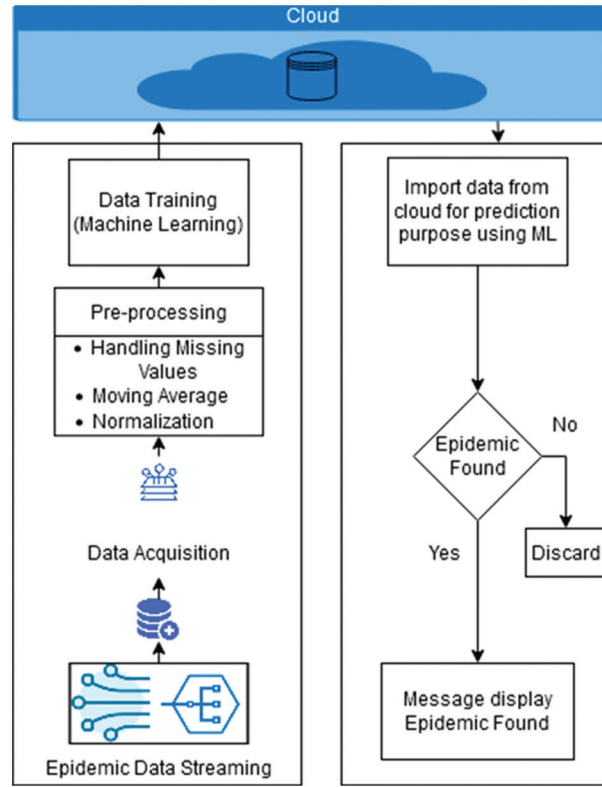 Cloud
Data Training
(Machine Learning)
Pre-processing
• Handling Missing
Values
• Moving Average
• Normalization
Data Acquisition
Epidemic Data Streaming
Import data from
cloud for prediction
purpose using ML
Epidemic
Found
No
Yes
Discard
Message display
Epidemic Found